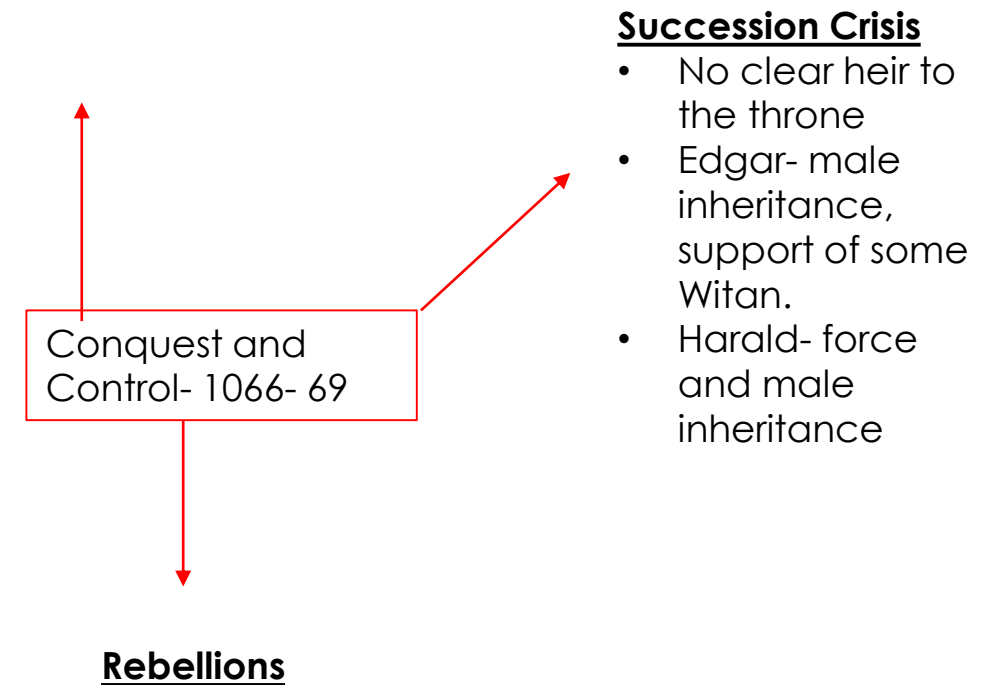 Succession Crisis
• No clear heir to
the throne
• Edgar- male
inheritance,
support of some
Witan.
• Harald- force
and male
inheritance
Conquest and
Control- 1066- 69
Rebellions